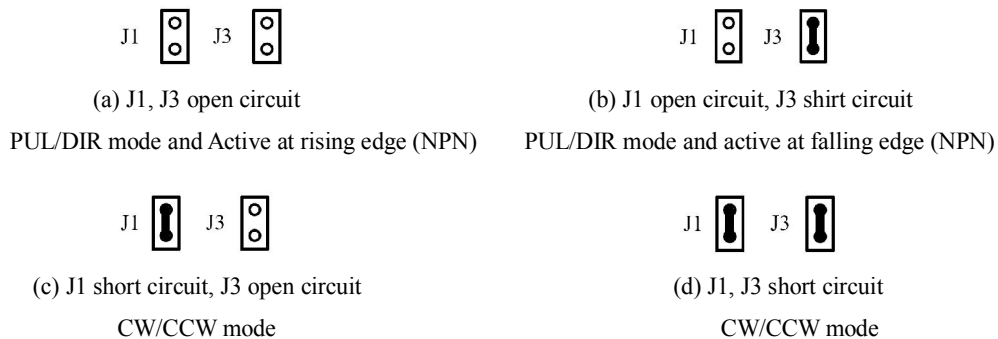 J1 J3
(a) J1, J3 open circuit
PUL/DIR mode and Active at rising edge (NPN)
J1 J3
(b) J1 open circuit, J3 shirt circuit
PUL/DIR mode and active at falling edge (NPN)
J1 J3
(c) J1 short circuit, J3 open circuit
CW/CCW mode
J1 J3
(d) J1, J3 short circuit
CW/CCW mode